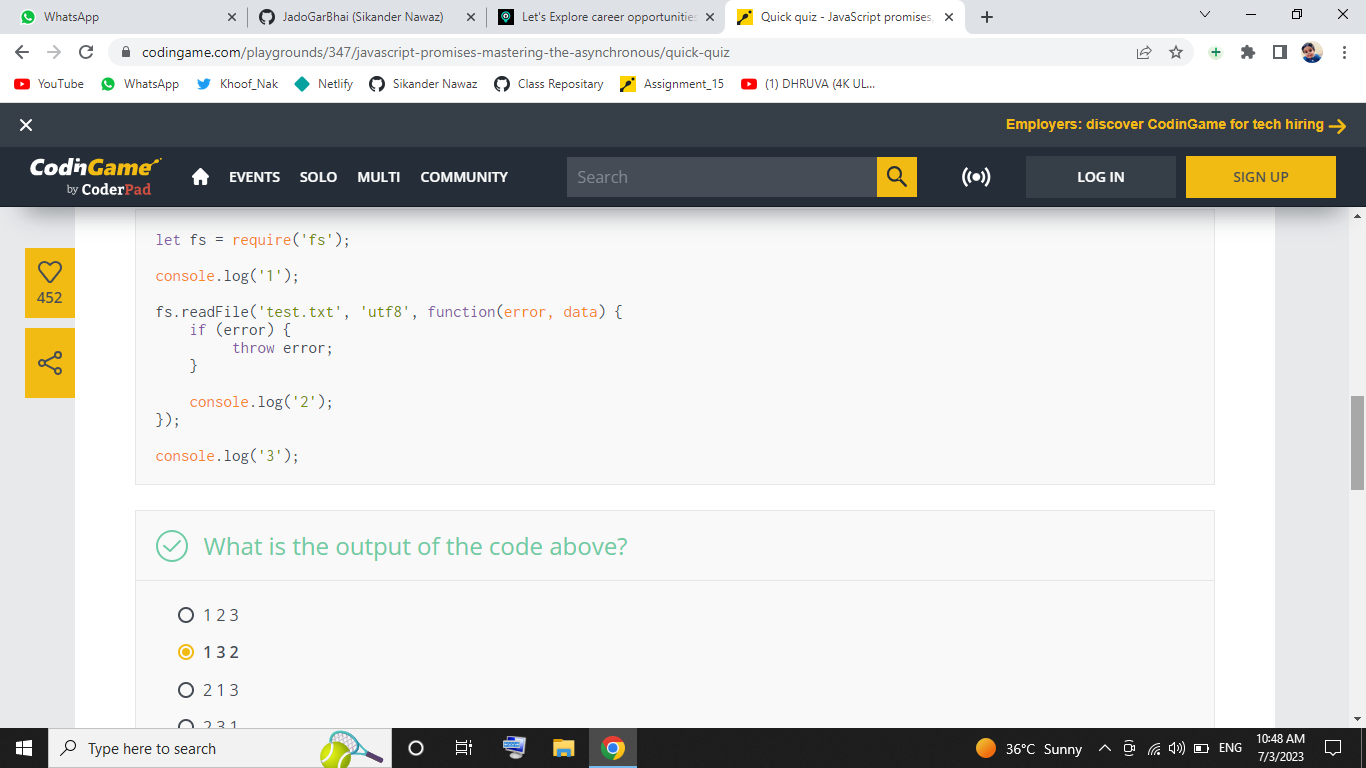 WhatsApp
JadoGarBhai (Sikander Nawaz)
Let's Explore career opportunities
Quick quiz - JavaScript promises,
codingame.com/playgrounds/347/javascript-promises-mastering-the-asynchronous/quick-quiz
YouTube
WhatsApp
Khoof_Nak
Netlify
Sikander Nawaz
Class Repositary
Assignment_15
(1) DHRUVA (4K UL...
Employers: discover CodinGame for tech hiring
CodinGame
by CoderPad
EVENTS
SOLO
MULTI
COMMUNITY
Search
LOG IN
SIGN UP
452
let fs = require('fs');
console.log('1');
fs.readFile('test.txt', 'utf8', function(error, data) {
if (error) {
throw error;
}
console.log('2');
});
console.log('3');
What is the output of the code above?
1 2 3
1 3 2
2 1 3
2 3 1
Type here to search
36°C Sunny
ENG
10:48 AM
7/3/2023